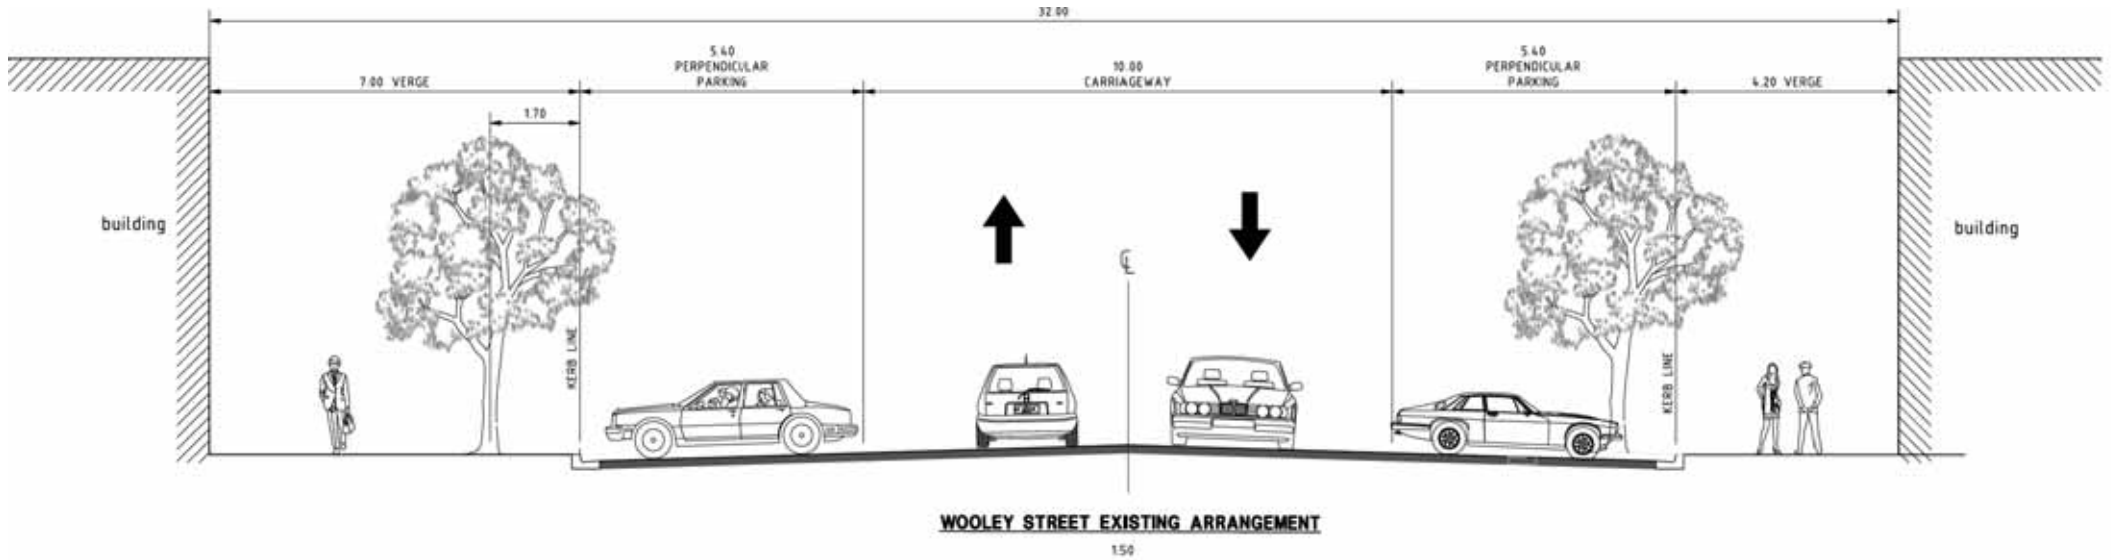 32.00
5.40
PERPENDICULAR
PARKING
5.40
PERPENDICULAR
PARKING
10.00
CARRIAGEWAY
7.00 VERGE
4.20 VERGE
1.70
building
building
CL
KERB LINE
KERB LINE
WOOLEY STREET EXISTING ARRANGEMENT
1:50